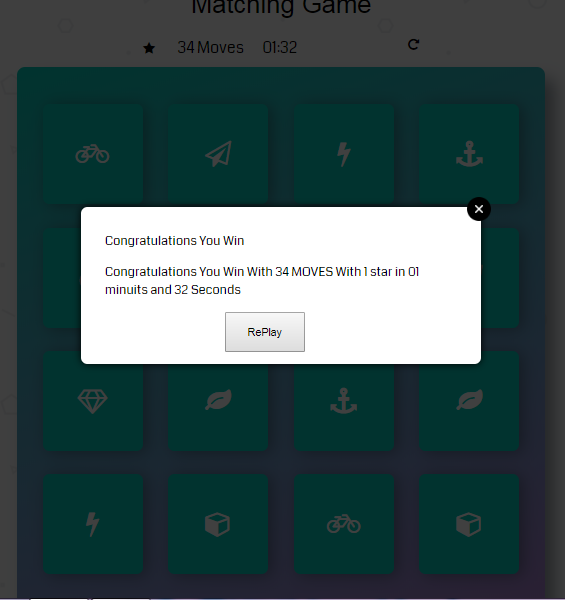 Matching Game
34 Moves 01:32
Congratulations You Win
Congratulations You Win With 34 MOVES With 1 star in 01
minuits and 32 Seconds
RePlay